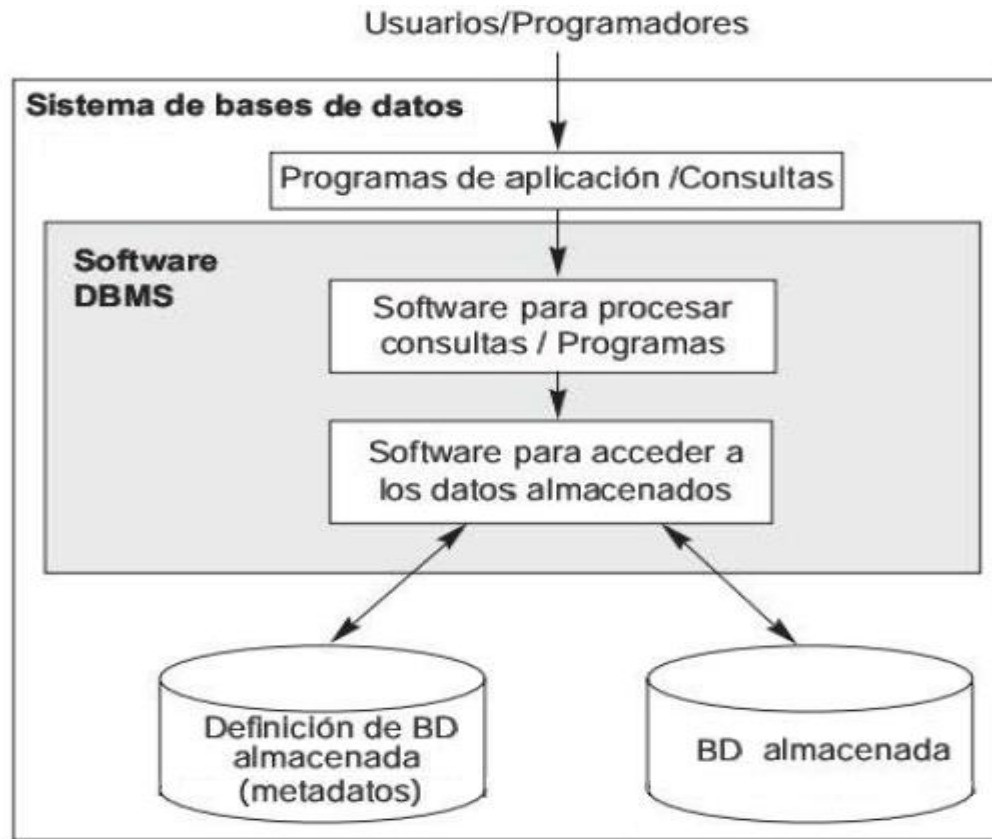 Usuarios/Programadores
Sistema de bases de datos
Programas de aplicación /Consultas
Software
DBMS
Software para procesar
consultas / Programas
Software para acceder a
los datos almacenados
Definición de BD
almacenada
(metadatos)
BD almacenada